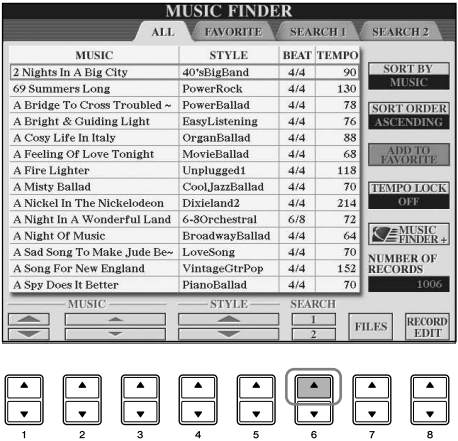 MUSIC FINDER
ALL FAVORITE SEARCH 1 SEARCH 2
MUSIC STYLE BEAT TEMPO
2 Nights In A Big City 40'sBigBand 4/4 90
69 Summers Long PowerRock 4/4 130
A Bridge To Cross Troubled ~ PowerBallad 4/4 78
A Bright & Guiding Light EasyListening 4/4 76
A Cosy Life In Italy OrganBallad 4/4 88
A Feeling Of Love Tonight MovieBallad 4/4 68
A Fire Lighter Unplugged1 4/4 118
A Misty Ballad CoolJazzBallad 4/4 70
A Nickel In The Nickelodeon Dixieland2 4/4 214
A Night In A Wonderful Land 6-8Orchestral 6/8 72
A Night Of Music BroadwayBallad 4/4 64
A Sad Song To Make Jude Be~ LoveSong 4/4 70
A Song For New England VintageGtrPop 4/4 152
A Spy Does It Better PianoBallad 4/4 70
SORT BY
MUSIC
SORT ORDER
ASCENDING
ADD TO
FAVORITE
TEMPO LOCK
OFF
MUSIC
FINDER+
NUMBER OF
RECORDS
1006
MUSIC STYLE SEARCH
1
2
FILES
RECORD
EDIT
1 2 3 4 5 6 7 8